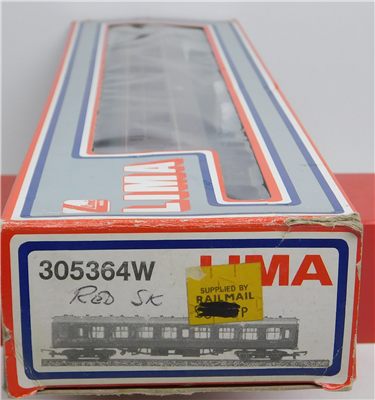 LIMA
305364W
LIMA
RED SK
SUPPLIED BY
RAILMAIL